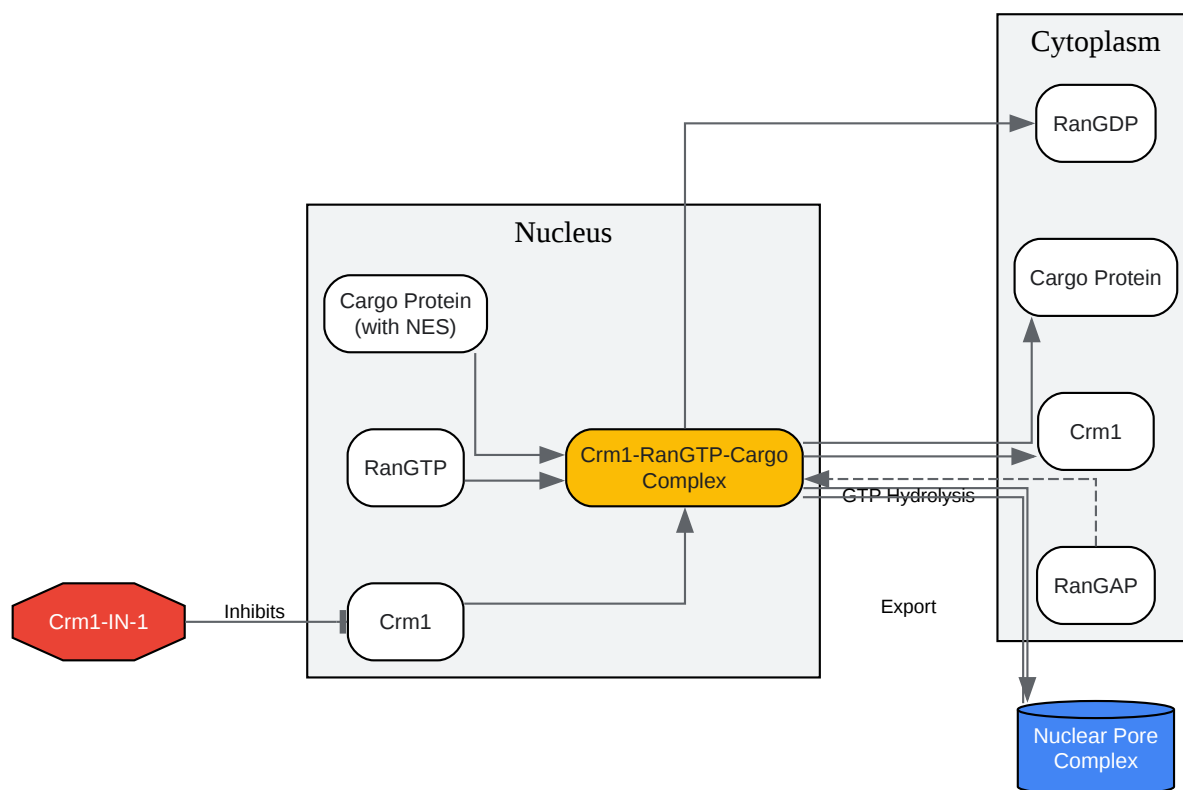 Cytoplasm
RanGDP
Nucleus
Cargo Protein
Cargo Protein
(with NES)
Crm1
RanGTP
Crm1-RanGTP-Cargo
Complex
GTP Hydrolysis
RanGAP
Crm1-IN-1
Inhibits
Crm1
Export
Nuclear Pore
Complex